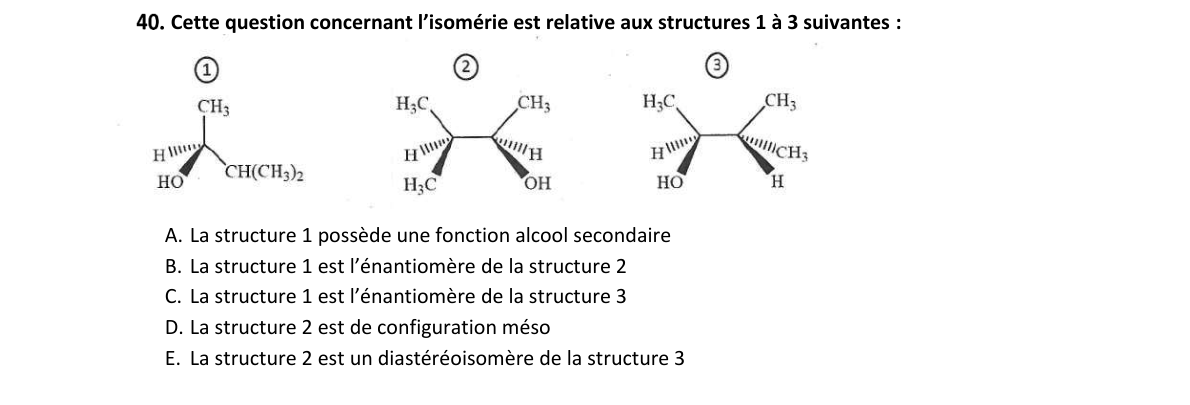 40. Cette question concernant l’isomérie est relative aux structures 1 à 3 suivantes :
1 2 3
CH3 H3C CH3 H3C CH3
H H H H CH3
HO CH(CH3)2 H3C OH HO H
A. La structure 1 possède une fonction alcool secondaire
B. La structure 1 est l’énantiomère de la structure 2
C. La structure 1 est l’énantiomère de la structure 3
D. La structure 2 est de configuration méso
E. La structure 2 est un diastéréoisomère de la structure 3